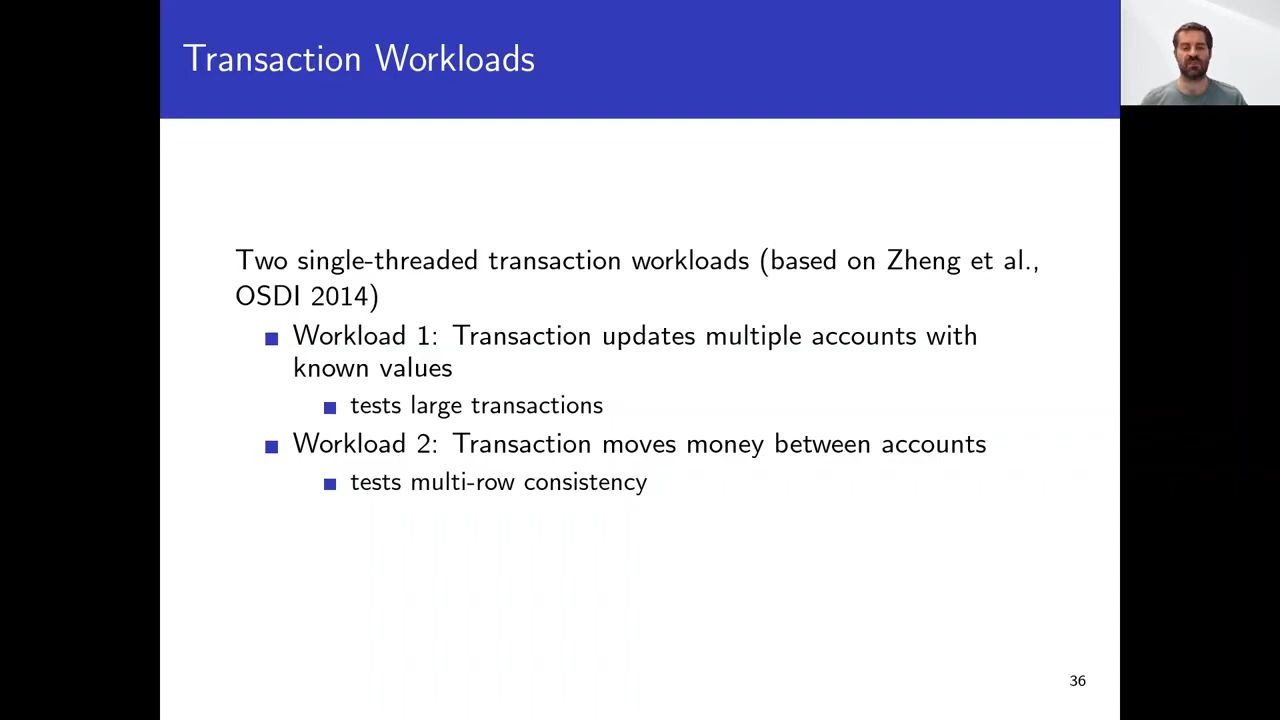 Transaction Workloads
Two single-threaded transaction workloads (based on Zheng et al.,
OSDI 2014)
Workload 1: Transaction updates multiple accounts with
known values
tests large transactions
Workload 2: Transaction moves money between accounts
tests multi-row consistency
36